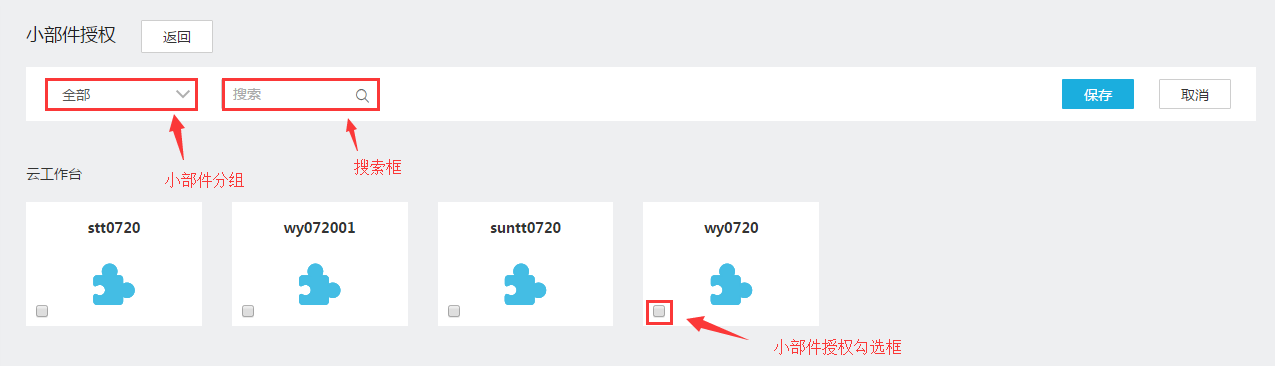 小部件授权
返回
全部
搜索
保存
取消
搜索框
小部件分组
云工作台
stt0720
wy072001
suntt0720
wy0720
小部件授权勾选框